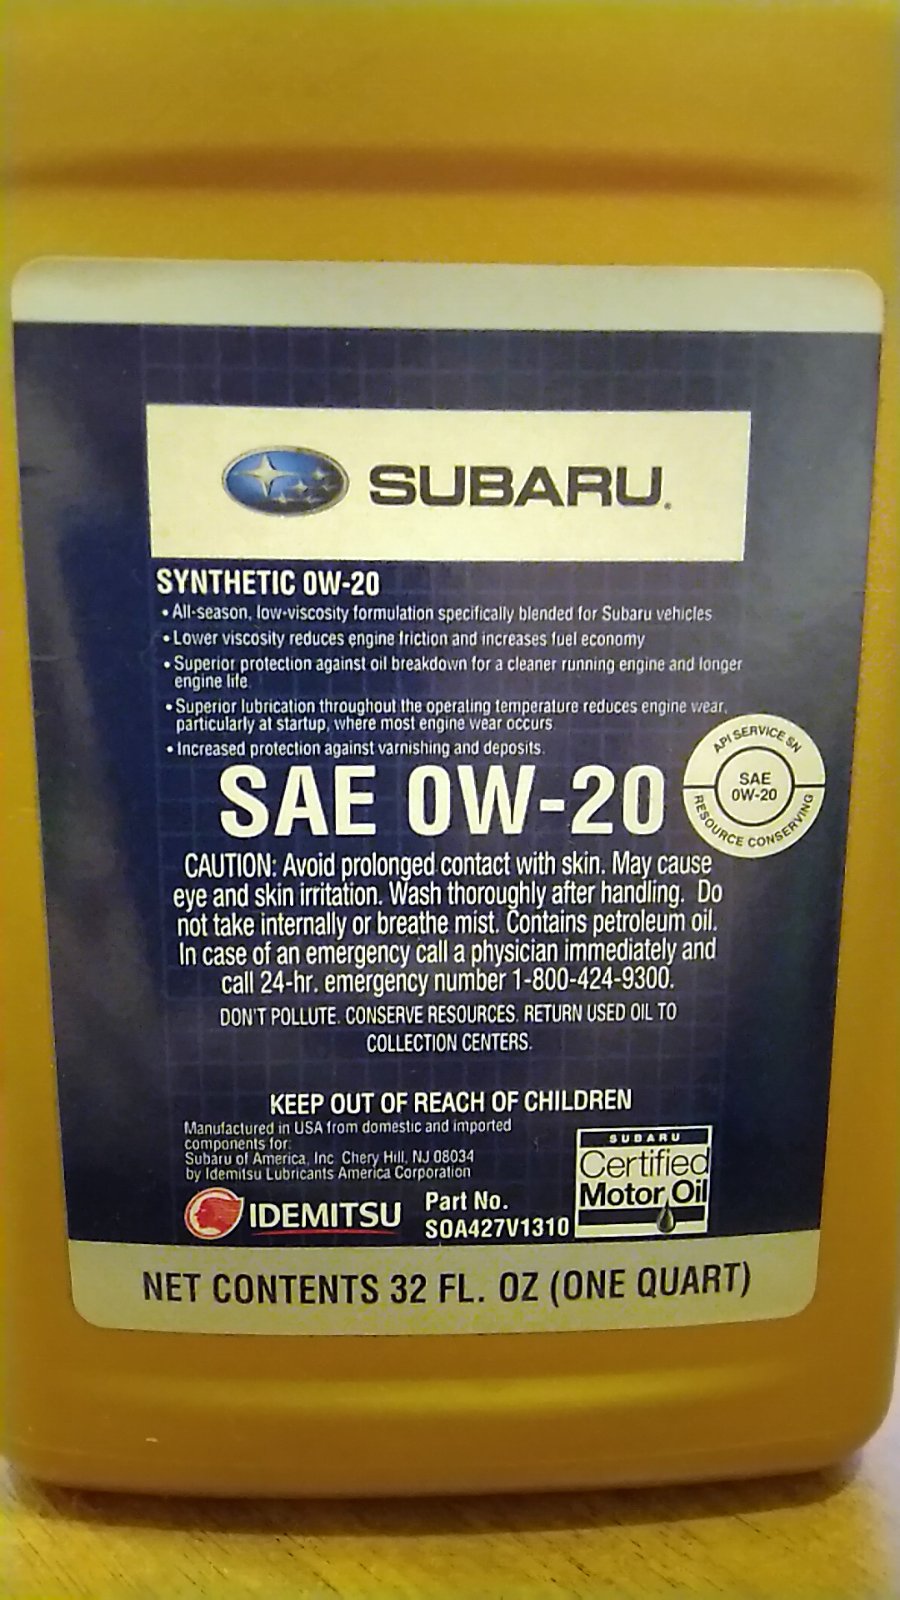 SUBARU®
SYNTHETIC 0W-20
• All-season, low-viscosity formulation specifically blended for Subaru vehicles
• Lower viscosity reduces engine friction and increases fuel economy
• Superior protection against oil breakdown for a cleaner running engine and longer
engine life.
• Superior lubrication throughout the operating temperature reduces engine wear,
particularly at startup, where most engine wear occurs.
• Increased protection against varnishing and deposits.
SAE 0W-20
API SERVICE SN
SAE
0W-20
RESOURCE CONSERVING
CAUTION: Avoid prolonged contact with skin. May cause
eye and skin irritation. Wash thoroughly after handling. Do
not take internally or breathe mist. Contains petroleum oil.
In case of an emergency call a physician immediately and
call 24-hr. emergency number 1-800-424-9300.
DON'T POLLUTE. CONSERVE RESOURCES. RETURN USED OIL TO
COLLECTION CENTERS.
KEEP OUT OF REACH OF CHILDREN
Manufactured in USA from domestic and imported
components for:
Subaru of America, Inc. Chery Hill, NJ 08034
by Idemitsu Lubricants America Corporation
IDEMITSU
Part No.
SOA427V1310
SUBARU
Certified
Motor Oil
NET CONTENTS 32 FL. OZ (ONE QUART)